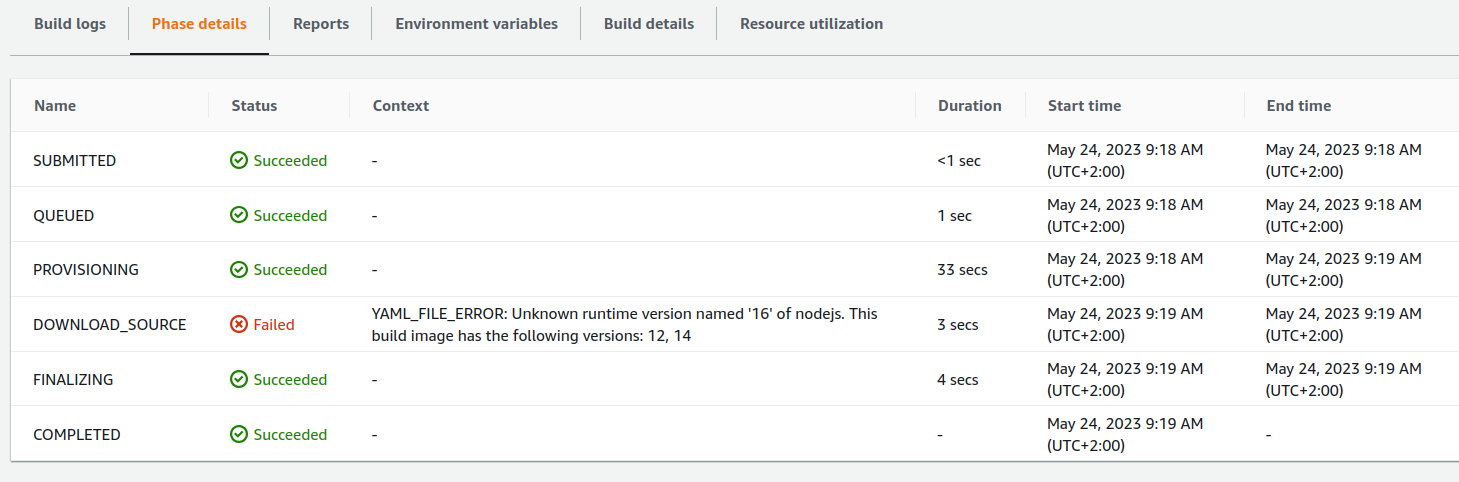 Build logs Phase details Reports Environment variables Build details Resource utilization
Name Status Context Duration Start time End time
SUBMITTED Succeeded - <1 sec May 24, 2023 9:18 AM (UTC+2:00) May 24, 2023 9:18 AM (UTC+2:00)
QUEUED Succeeded - 1 sec May 24, 2023 9:18 AM (UTC+2:00) May 24, 2023 9:18 AM (UTC+2:00)
PROVISIONING Succeeded - 33 secs May 24, 2023 9:18 AM (UTC+2:00) May 24, 2023 9:19 AM (UTC+2:00)
DOWNLOAD_SOURCE Failed YAML_FILE_ERROR: Unknown runtime version named '16' of nodejs. This build image has the following versions: 12, 14 3 secs May 24, 2023 9:19 AM (UTC+2:00) May 24, 2023 9:19 AM (UTC+2:00)
FINALIZING Succeeded - 4 secs May 24, 2023 9:19 AM (UTC+2:00) May 24, 2023 9:19 AM (UTC+2:00)
COMPLETED Succeeded - - May 24, 2023 9:19 AM (UTC+2:00) -